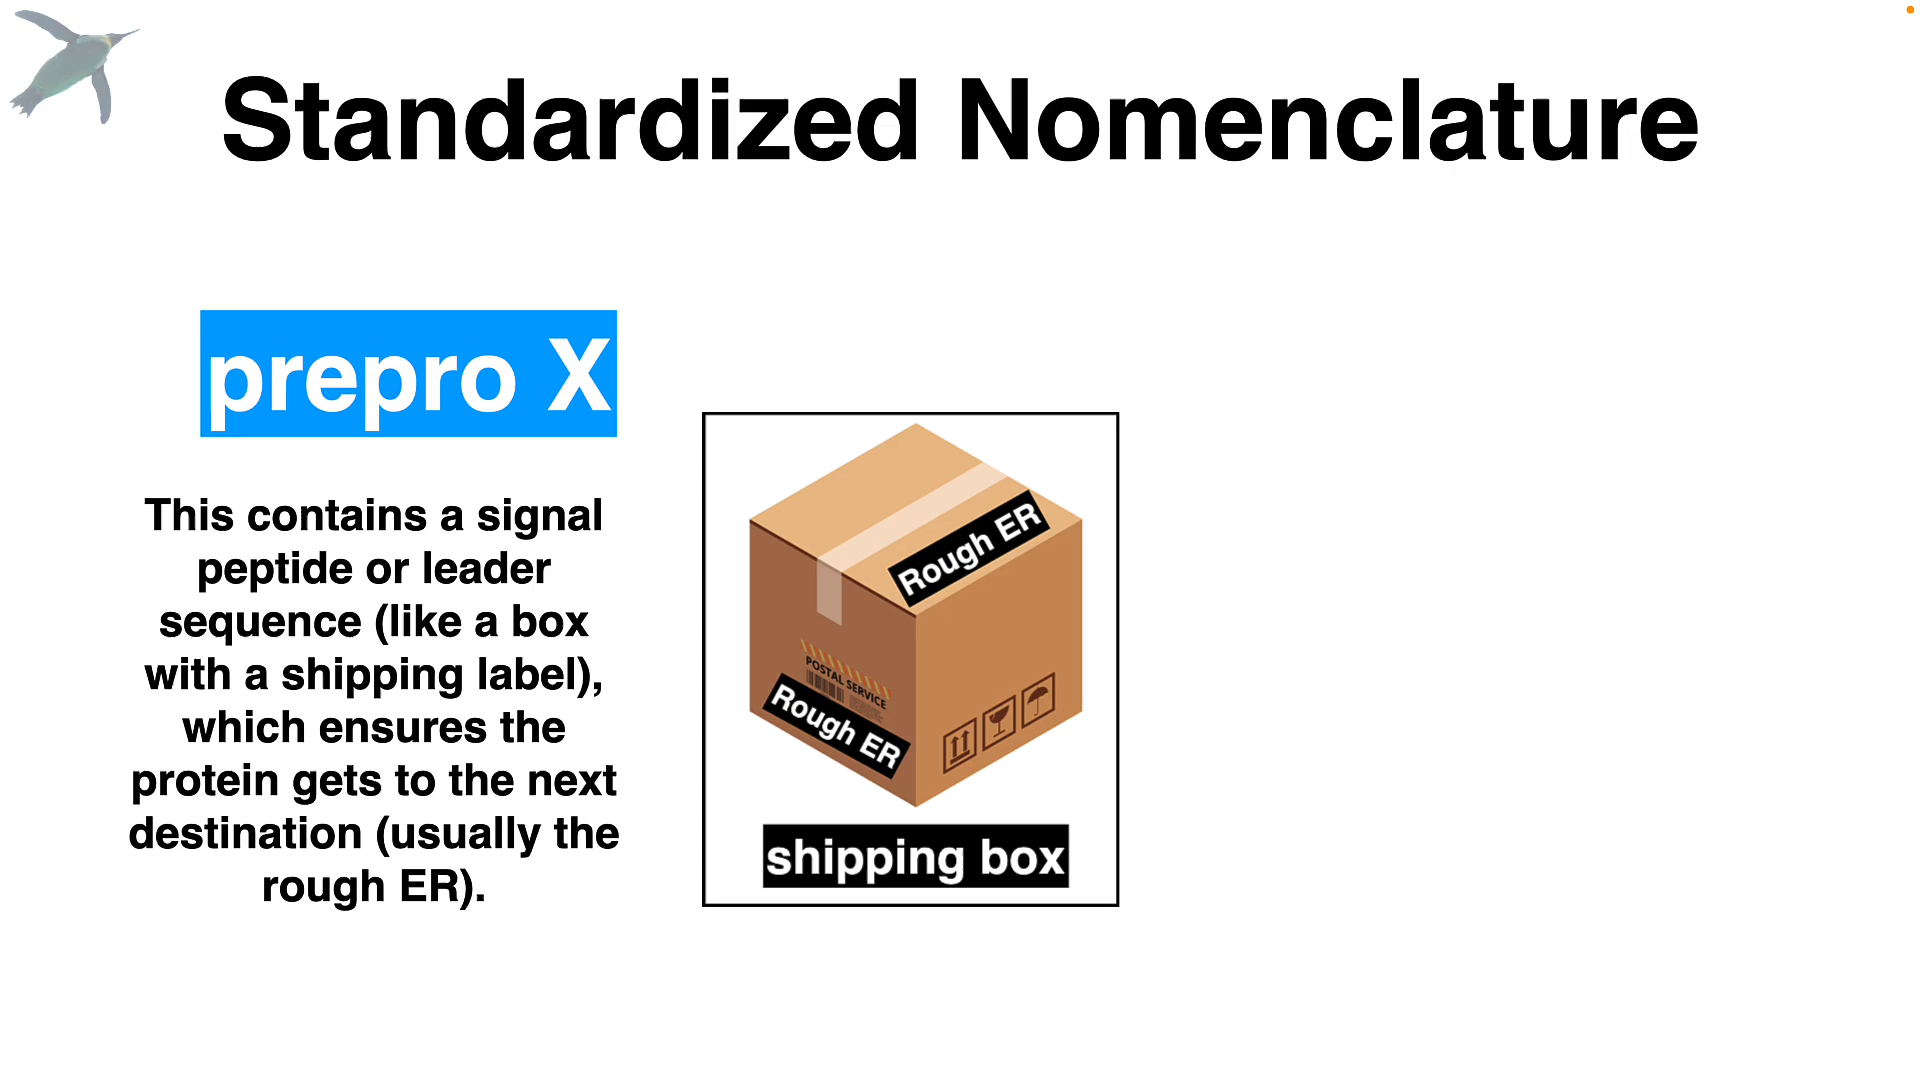 Standardized Nomenclature
prepro X
This contains a signal
peptide or leader
sequence (like a box
with a shipping label),
which ensures the
protein gets to the next
destination (usually the
rough ER).
Rough ER
POSTAL SERVICE
Rough ER
shipping box